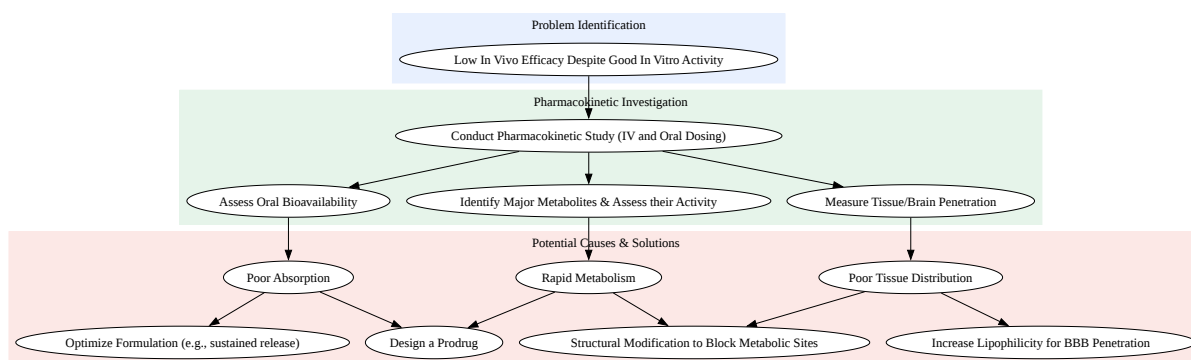 Problem Identification
Low In Vivo Efficacy Despite Good In Vitro Activity
Pharmacokinetic Investigation
Conduct Pharmacokinetic Study (IV and Oral Dosing)
Assess Oral Bioavailability
Identify Major Metabolites & Assess their Activity
Measure Tissue/Brain Penetration
Potential Causes & Solutions
Poor Absorption
Rapid Metabolism
Poor Tissue Distribution
Optimize Formulation (e.g., sustained release)
Design a Prodrug
Structural Modification to Block Metabolic Sites
Increase Lipophilicity for BBB Penetration